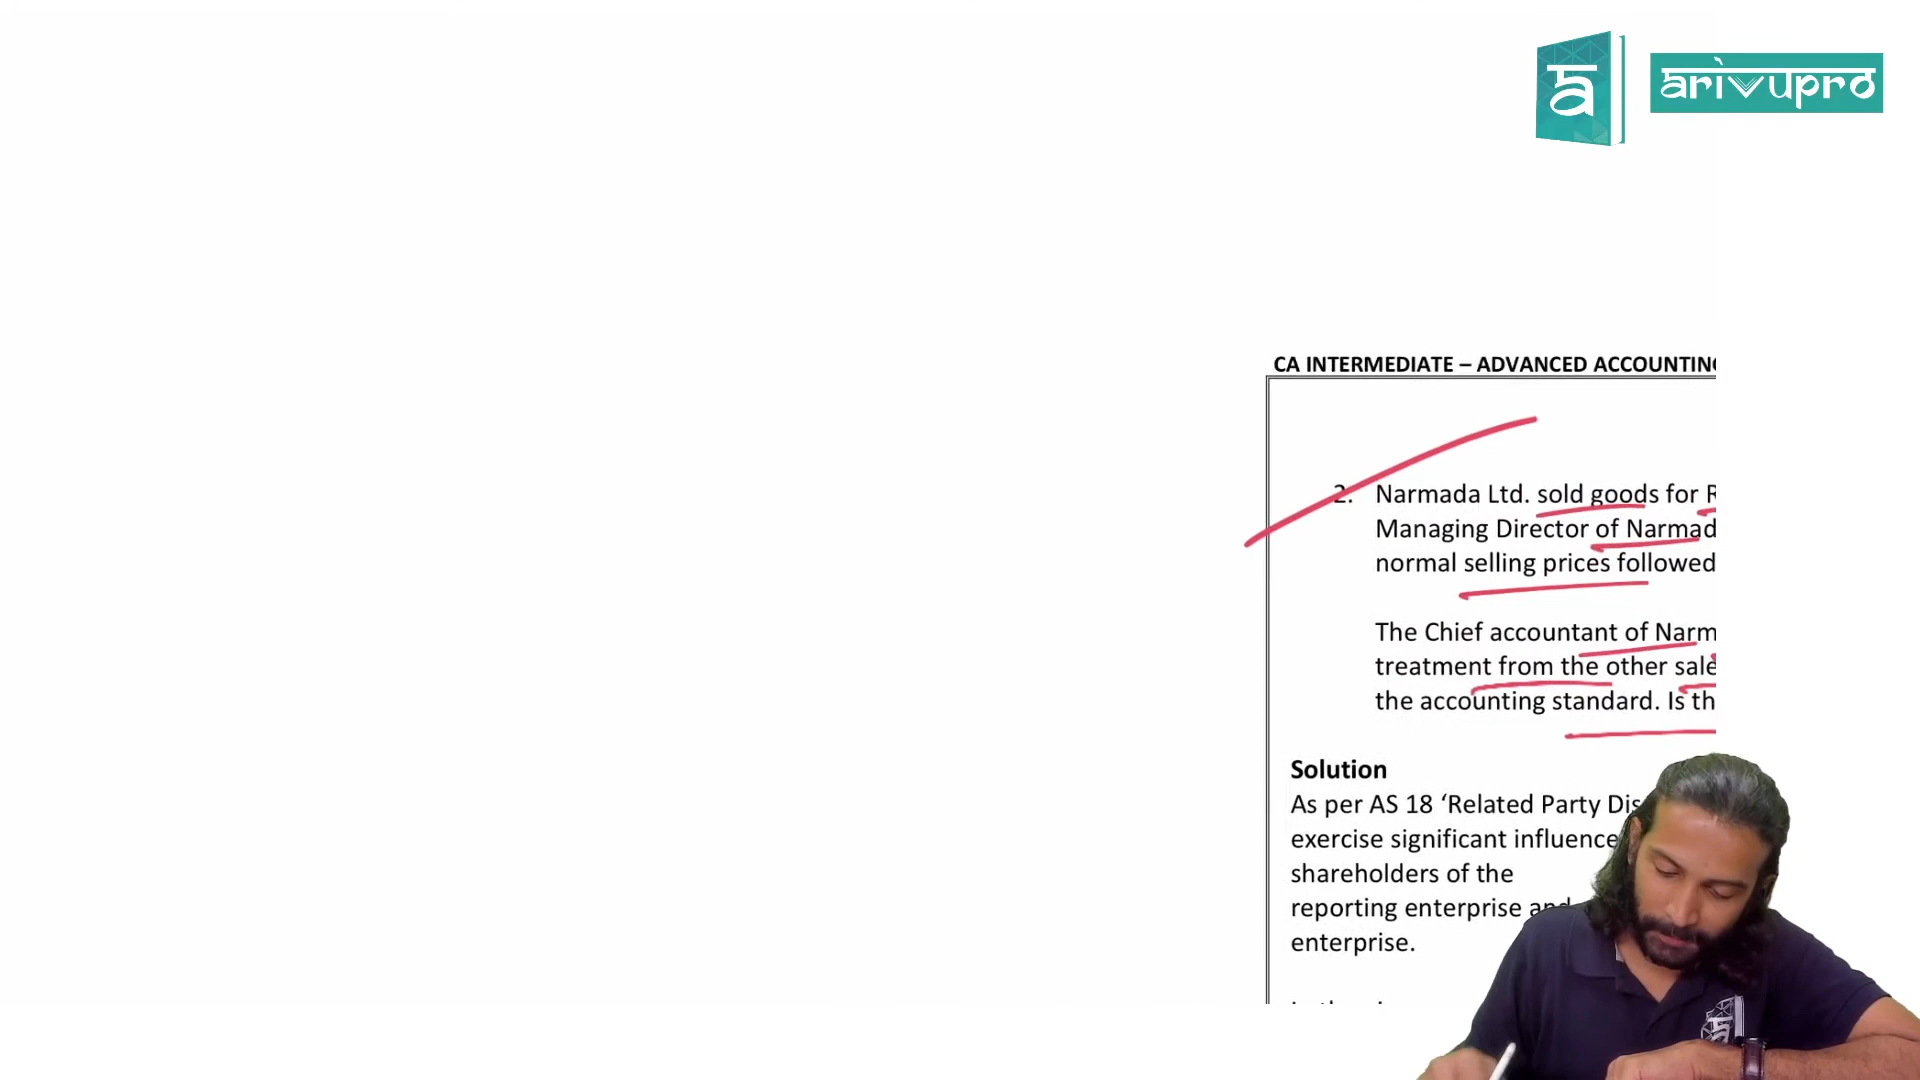 a arivupro
CA INTERMEDIATE – ADVANCED ACCOUNTING
2. Narmada Ltd. sold goods for R
Managing Director of Narmad
normal selling prices followed
The Chief accountant of Narm
treatment from the other sale
the accounting standard. Is th
Solution
As per AS 18 ‘Related Party Dis
exercise significant influence
shareholders of the
reporting enterprise and
enterprise.